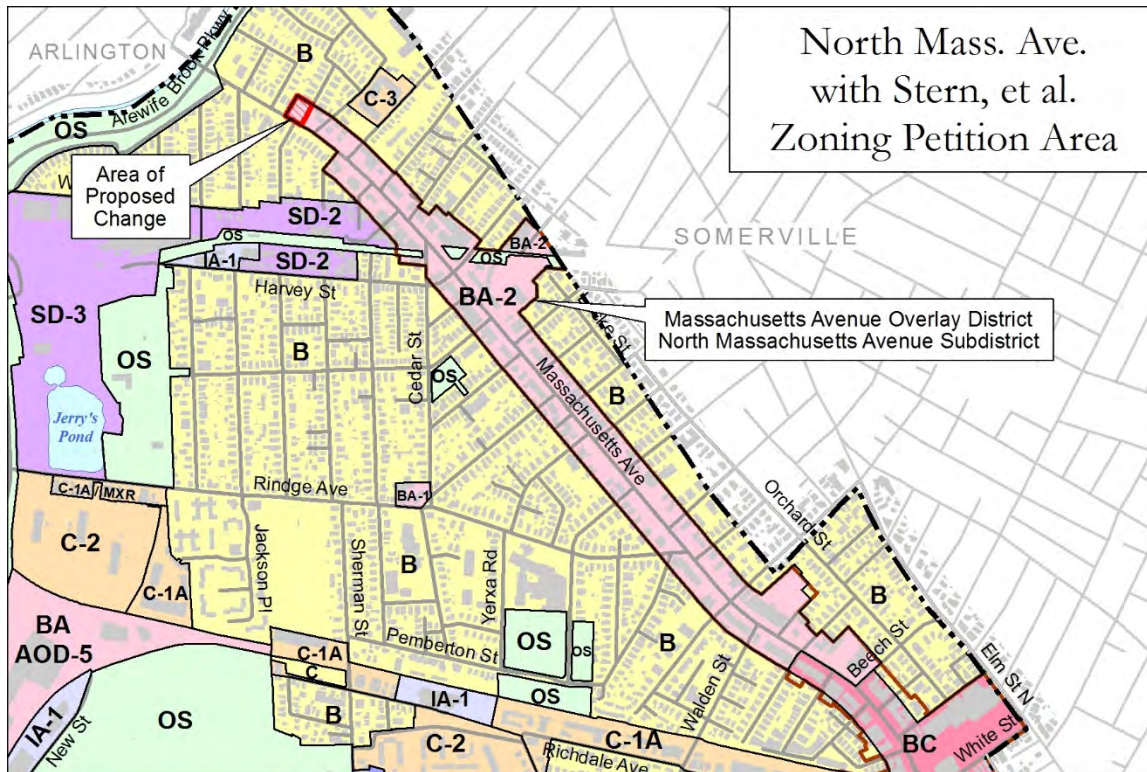 North Mass. Ave.
with Stern, et al.
Zoning Petition Area
ARLINGTON
Alewife Brook Pkwy
B
C-3
OS
Area of
Proposed
Change
W
SD-2
OS
IA-1
SD-2
OS
BA-2
SOMERVILLE
Harvey St
BA-2
Massachusetts Avenue Overlay District
North Massachusetts Avenue Subdistrict
SD-3
OS
B
Cedar St
OS
Massachusetts Ave
B
Jerry's
Pond
C-1A / MXR
Rindge Ave
BA-1
Orchard St
C-2
C-1A
Jackson Pl
Sherman St
B
Yerxa Rd
B
BA
AOD-5
C-1A
C
Pemberton St
OS
OS
B
Walden St
Beech St
Elm St N
IA-1
New St
OS
B
IA-1
OS
C-2
C-1A
Richdale Ave
BC
White St